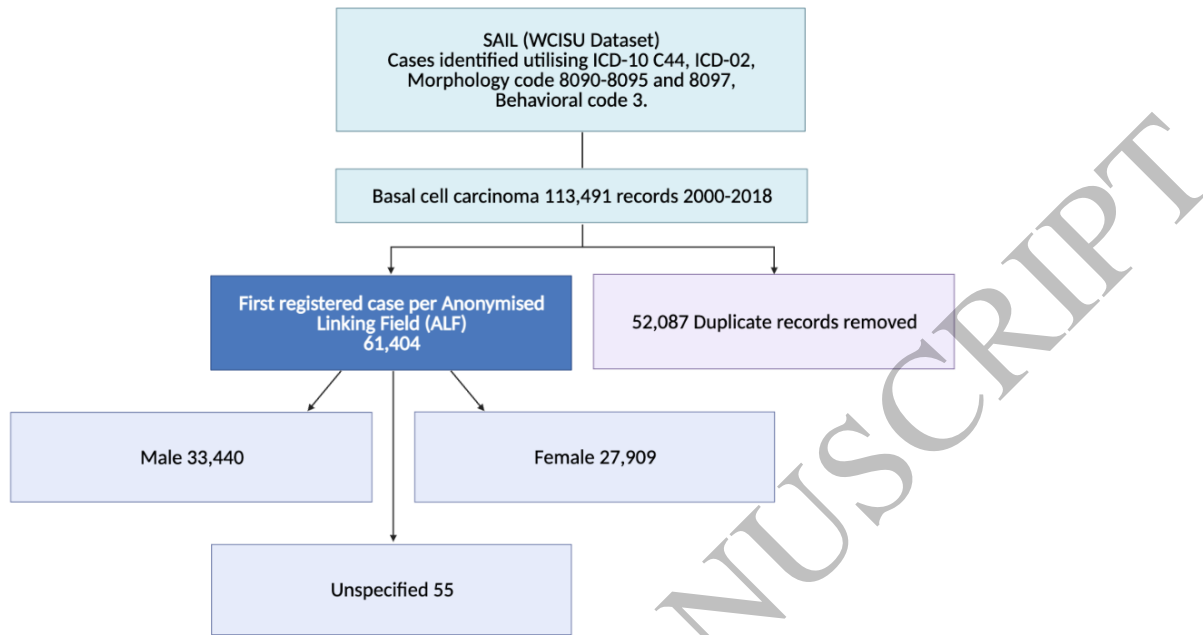 SAIL (WCISU Dataset)
Cases identified utilising ICD-10 C44, ICD-02,
Morphology code 8090-8095 and 8097,
Behavioral code 3.
Basal cell carcinoma 113,491 records 2000-2018
First registered case per Anonymised
Linking Field (ALF)
61,404
52,087 Duplicate records removed
Male 33,440
Female 27,909
Unspecified 55
NUSCRIPT